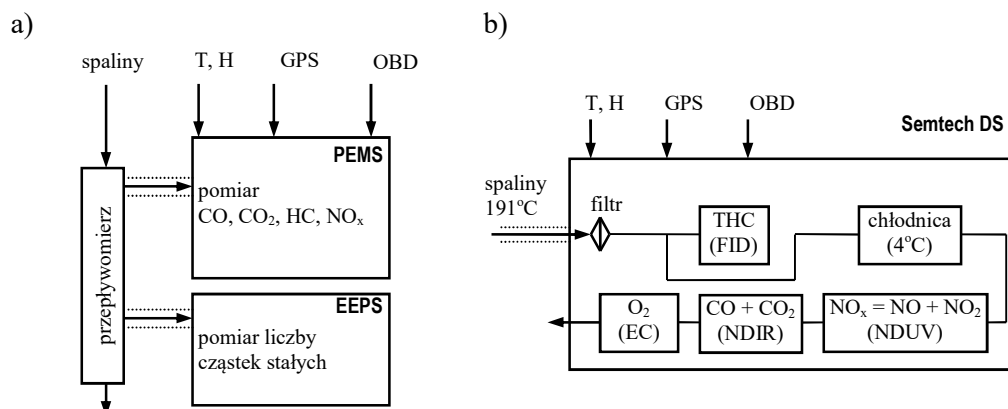 a)
spaliny
T, H
GPS
OBD
PEMS
pomiar
CO, CO₂, HC, NOₓ
przepływomierz
EEPS
pomiar liczby
cząstek stałych
b)
T, H
GPS
OBD
Semtech DS
spaliny
191°C
filtr
THC
(FID)
chłodnica
(4°C)
O₂
(EC)
CO + CO₂
(NDIR)
NOₓ = NO + NO₂
(NDUV)